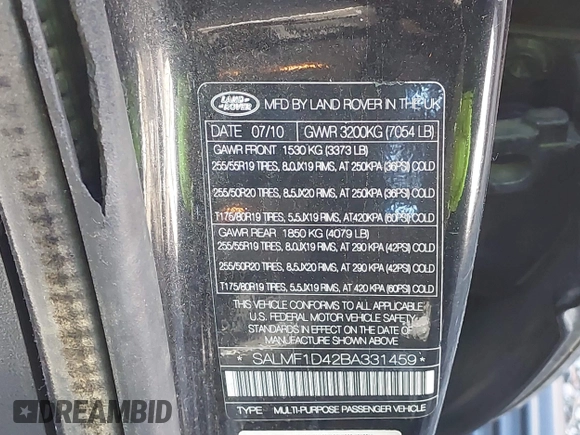 LAND ROVER
MFD BY LAND ROVER IN THE UK
DATE 07/10 GWR 3200KG (7054 LB)
GAWR FRONT 1530 KG (3373 LB)
255/55R19 TIRES, 8.0JX19 RIMS, AT 250KPA (36PSI) COLD
255/50R20 TIRES, 8.5JX20 RIMS, AT 250KPA (36PSI) COLD
T175/80R19 TIRES, 5.5JX19 RIMS, AT 420KPA (60PSI) COLD
GAWR REAR 1850 KG (4079 LB)
255/55R19 TIRES, 8.0JX19 RIMS, AT 290 KPA (42PSI) COLD
255/50R20 TIRES, 8.5JX20 RIMS, AT 290 KPA (42PSI) COLD
T175/80R19 TIRES, 5.5JX19 RIMS, AT 420 KPA (60PSI) COLD
THIS VEHICLE CONFORMS TO ALL APPLICABLE
U.S. FEDERAL MOTOR VEHICLE SAFETY
STANDARDS IN EFFECT ON THE DATE OF
MANUFACTURE SHOWN ABOVE
* SALMF1D42BA331459 *
TYPE MULTI-PURPOSE PASSENGER VEHICLE
DREAMBID